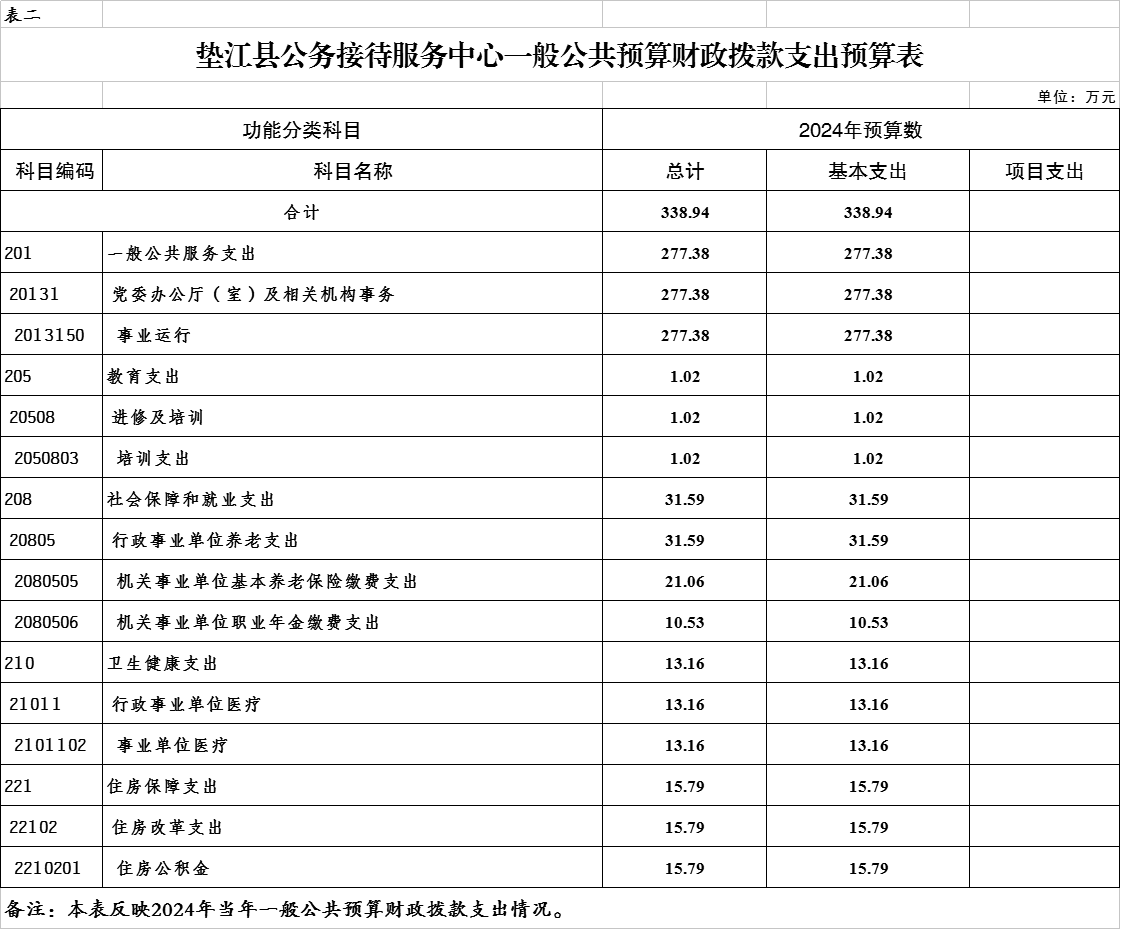 表二
垫江县公务接待服务中心一般公共预算财政拨款支出预算表
单位：万元
功能分类科目 2024年预算数
科目编码 科目名称 总计 基本支出 项目支出
合计 338.94 338.94
201 一般公共服务支出 277.38 277.38
20131 党委办公厅（室）及相关机构事务 277.38 277.38
2013150 事业运行 277.38 277.38
205 教育支出 1.02 1.02
20508 进修及培训 1.02 1.02
2050803 培训支出 1.02 1.02
208 社会保障和就业支出 31.59 31.59
20805 行政事业单位养老支出 31.59 31.59
2080505 机关事业单位基本养老保险缴费支出 21.06 21.06
2080506 机关事业单位职业年金缴费支出 10.53 10.53
210 卫生健康支出 13.16 13.16
21011 行政事业单位医疗 13.16 13.16
2101102 事业单位医疗 13.16 13.16
221 住房保障支出 15.79 15.79
22102 住房改革支出 15.79 15.79
2210201 住房公积金 15.79 15.79
备注：本表反映2024年当年一般公共预算财政拨款支出情况。